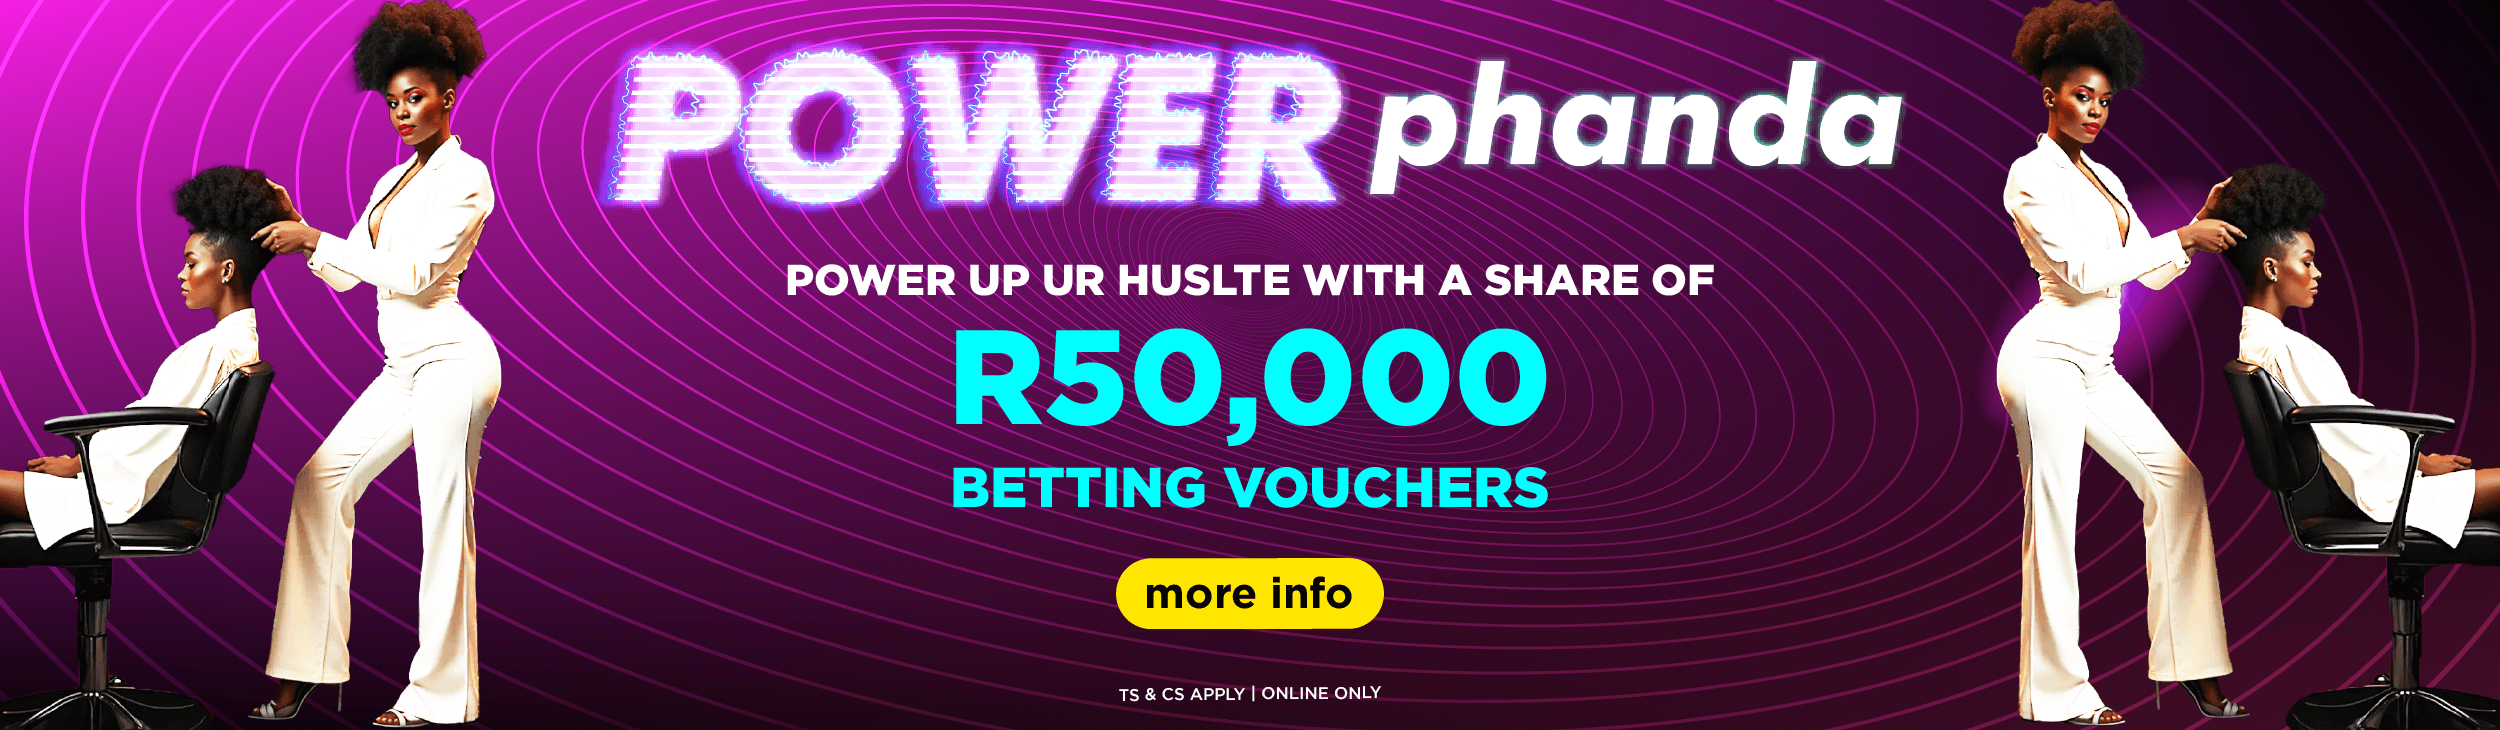 POWER phanda
POWER UP UR HUSLTE WITH A SHARE OF
R50,000
BETTING VOUCHERS
more info
TS & CS APPLY | ONLINE ONLY